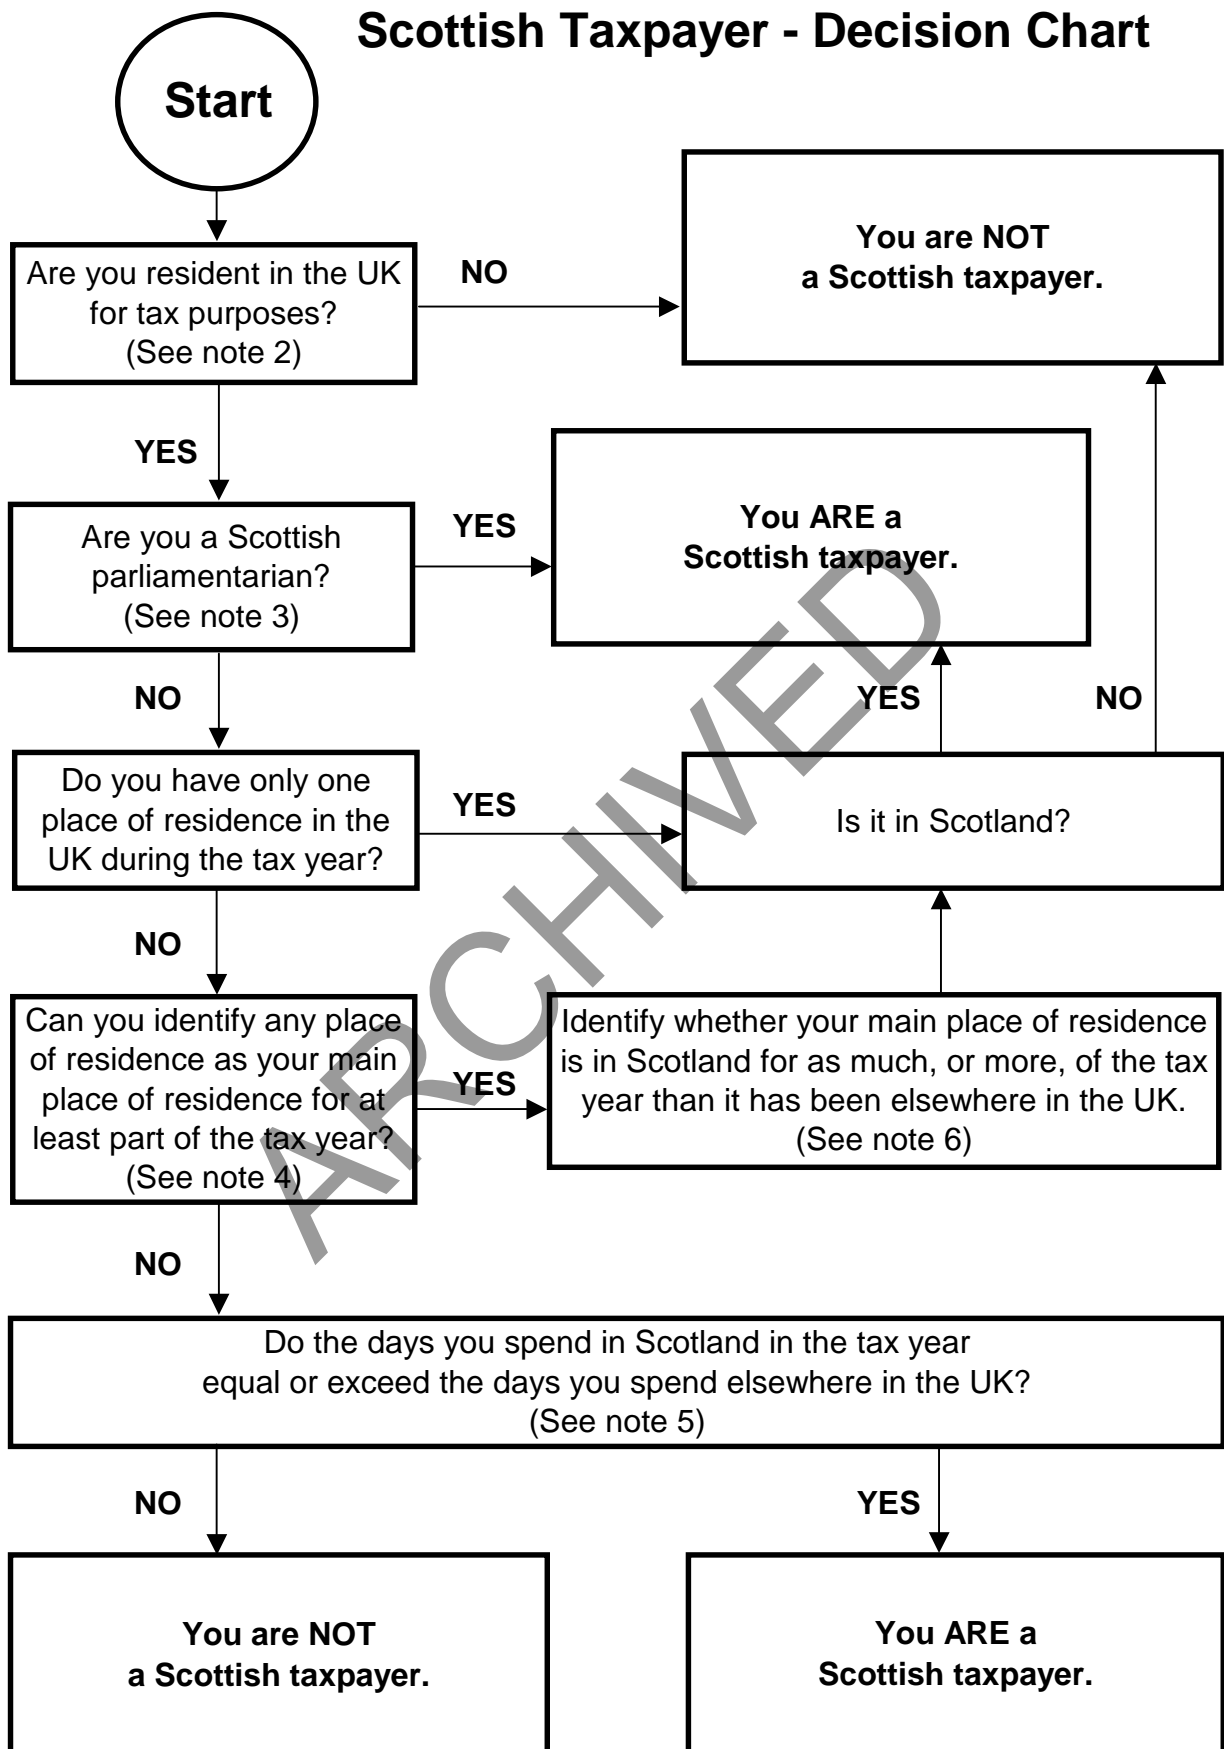 Scottish Taxpayer - Decision Chart
Start
You are NOT
a Scottish taxpayer.
Are you resident in the UK
for tax purposes?
(See note 2)
NO
YES
You ARE a
Scottish taxpayer.
Are you a Scottish
parliamentarian?
(See note 3)
YES
NO
YES
NO
Do you have only one
place of residence in the
UK during the tax year?
YES
Is it in Scotland?
NO
Can you identify any place
of residence as your main
place of residence for at
least part of the tax year?
(See note 4)
YES
Identify whether your main place of residence
is in Scotland for as much, or more, of the tax
year than it has been elsewhere in the UK.
(See note 6)
ARCHIVED
NO
Do the days you spend in Scotland in the tax year
equal or exceed the days you spend elsewhere in the UK?
(See note 5)
NO
YES
You are NOT
a Scottish taxpayer.
You ARE a
Scottish taxpayer.